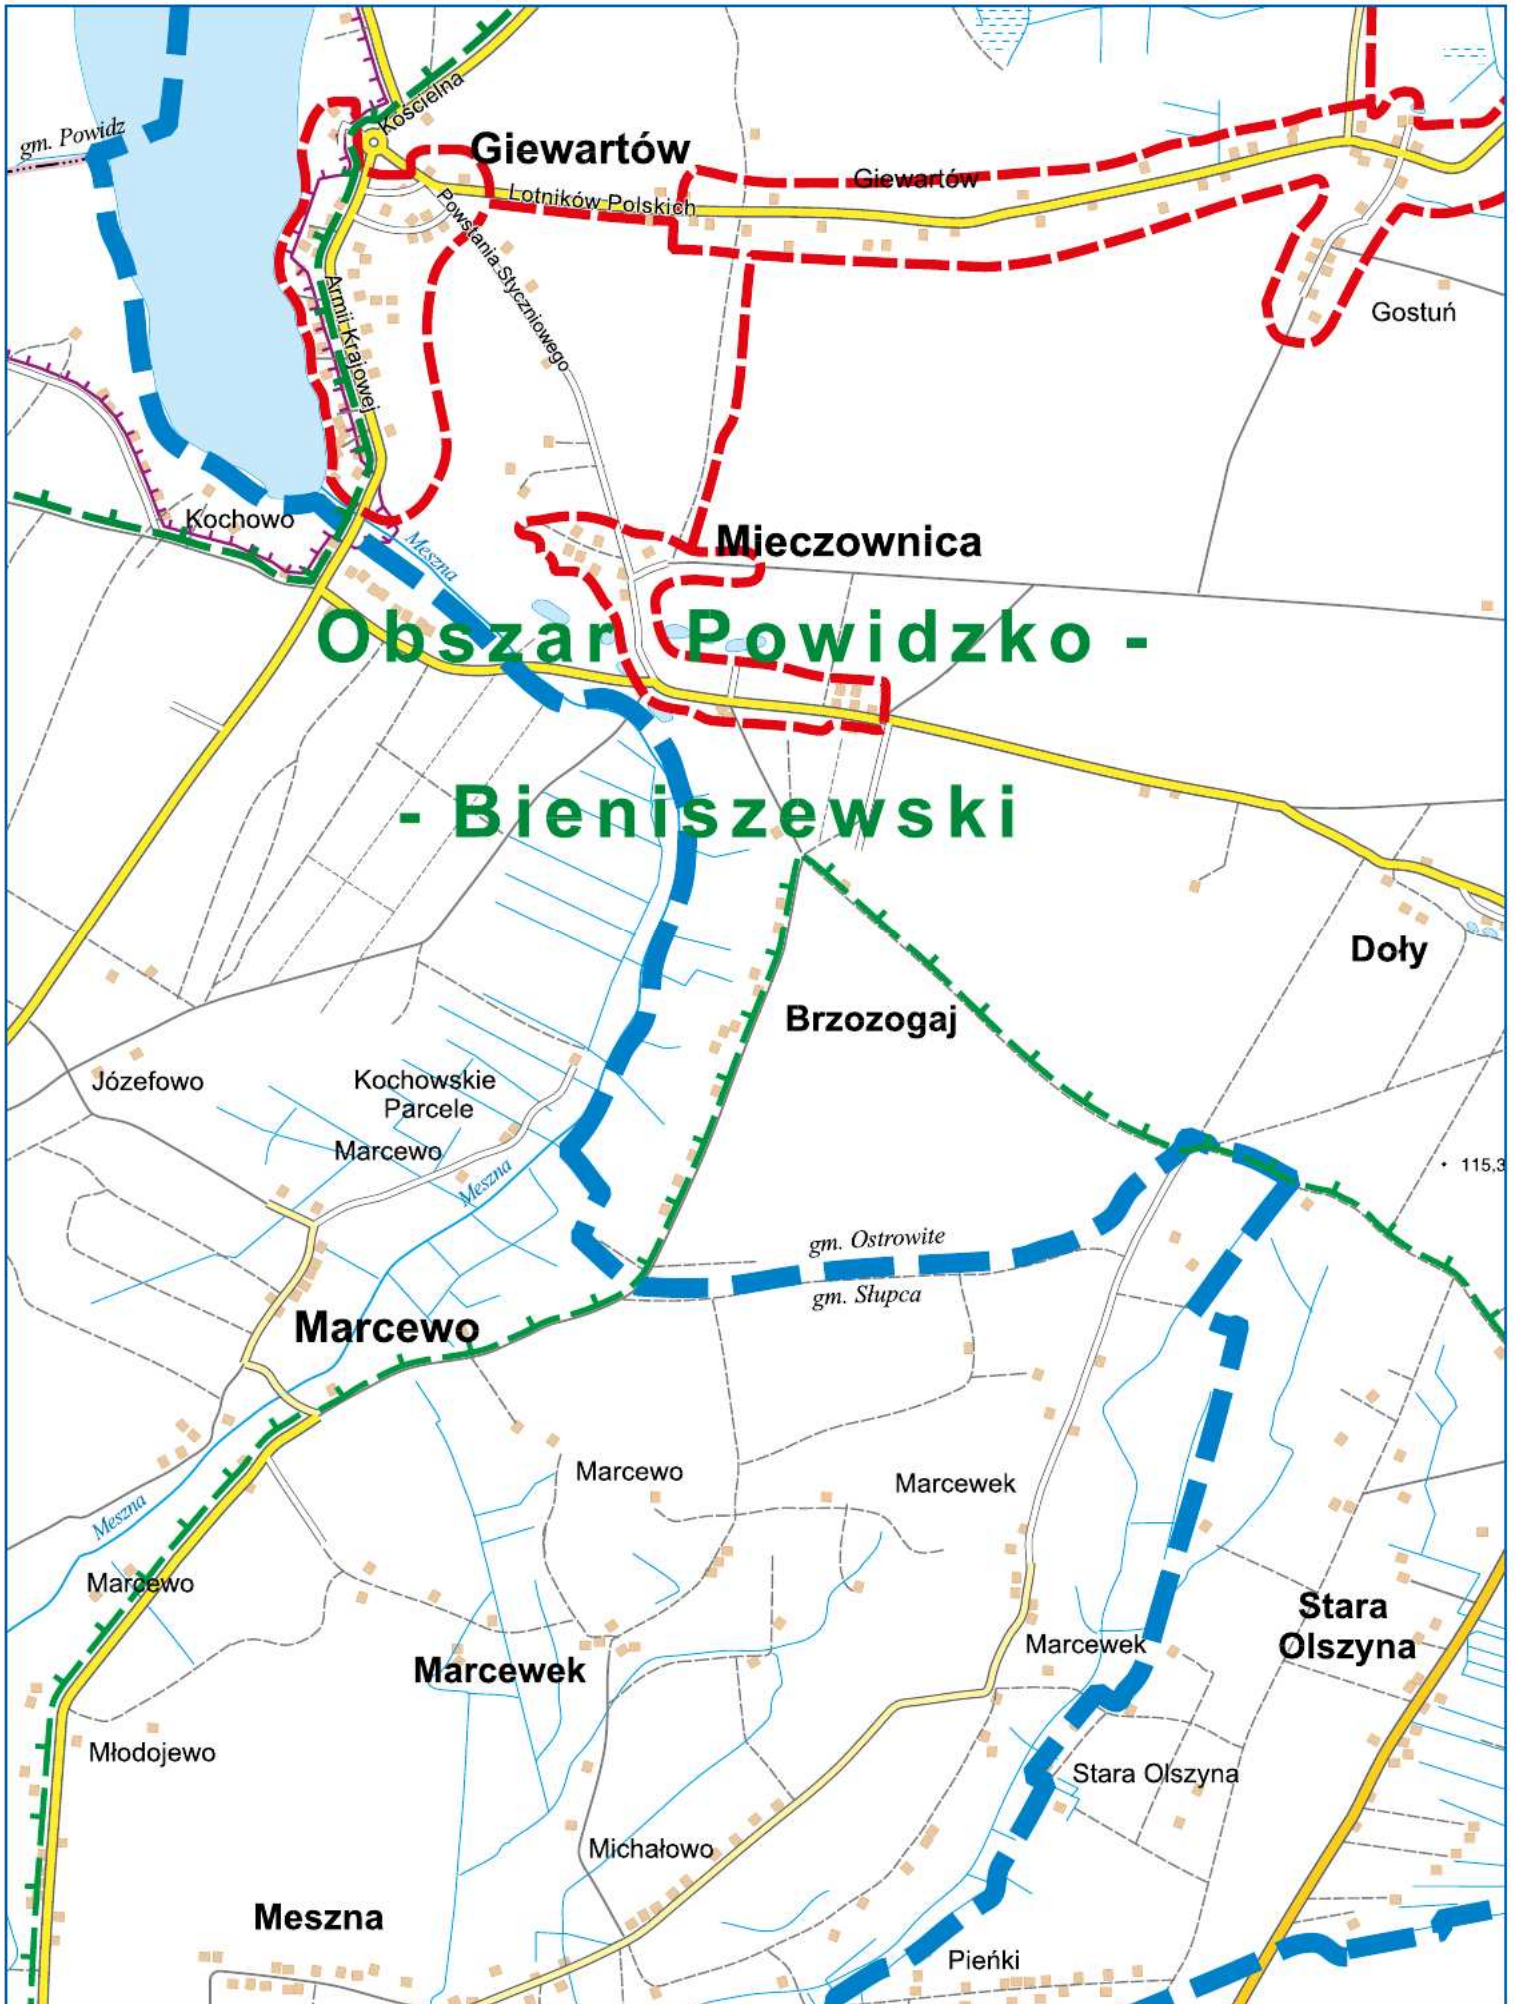 gm. Powidz
Kościelna
Giewartów
Giewartów
Lotników Polskich
Powstania Styczniowego
Armii Krajowej
Gostuń
Kochowo
Meszna
Mieczownica
Obszar Powidzko -
- Bieniszewski
Doły
Brzozogaj
Józefowo
Kochowskie
Parcele
Marcewo
Meszna
115,3
gm. Ostrowite
gm. Słupca
Marcewo
Marcewo
Marcewek
Meszna
Marcewo
Stara
Olszyna
Marcewek
Marcewek
Młodojewo
Stara Olszyna
Michałowo
Meszna
Pieńki